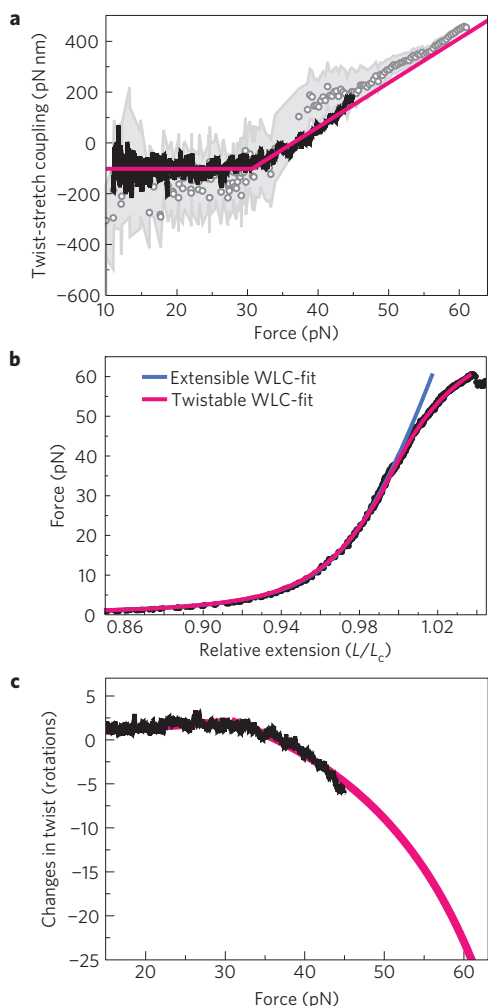 a
400
200
0
−200
−400
−600
Twist-stretch coupling (pN nm)
10 20 30 40 50 60
Force (pN)
b
Extensible WLC-fit
Twistable WLC-fit
60
50
40
30
20
10
0
Force (pN)
0.86 0.90 0.94 0.98 1.02
Relative extension (L/Lc)
c
5
0
−5
−10
−15
−20
−25
Changes in twist (rotations)
20 30 40 50 60
Force (pN)